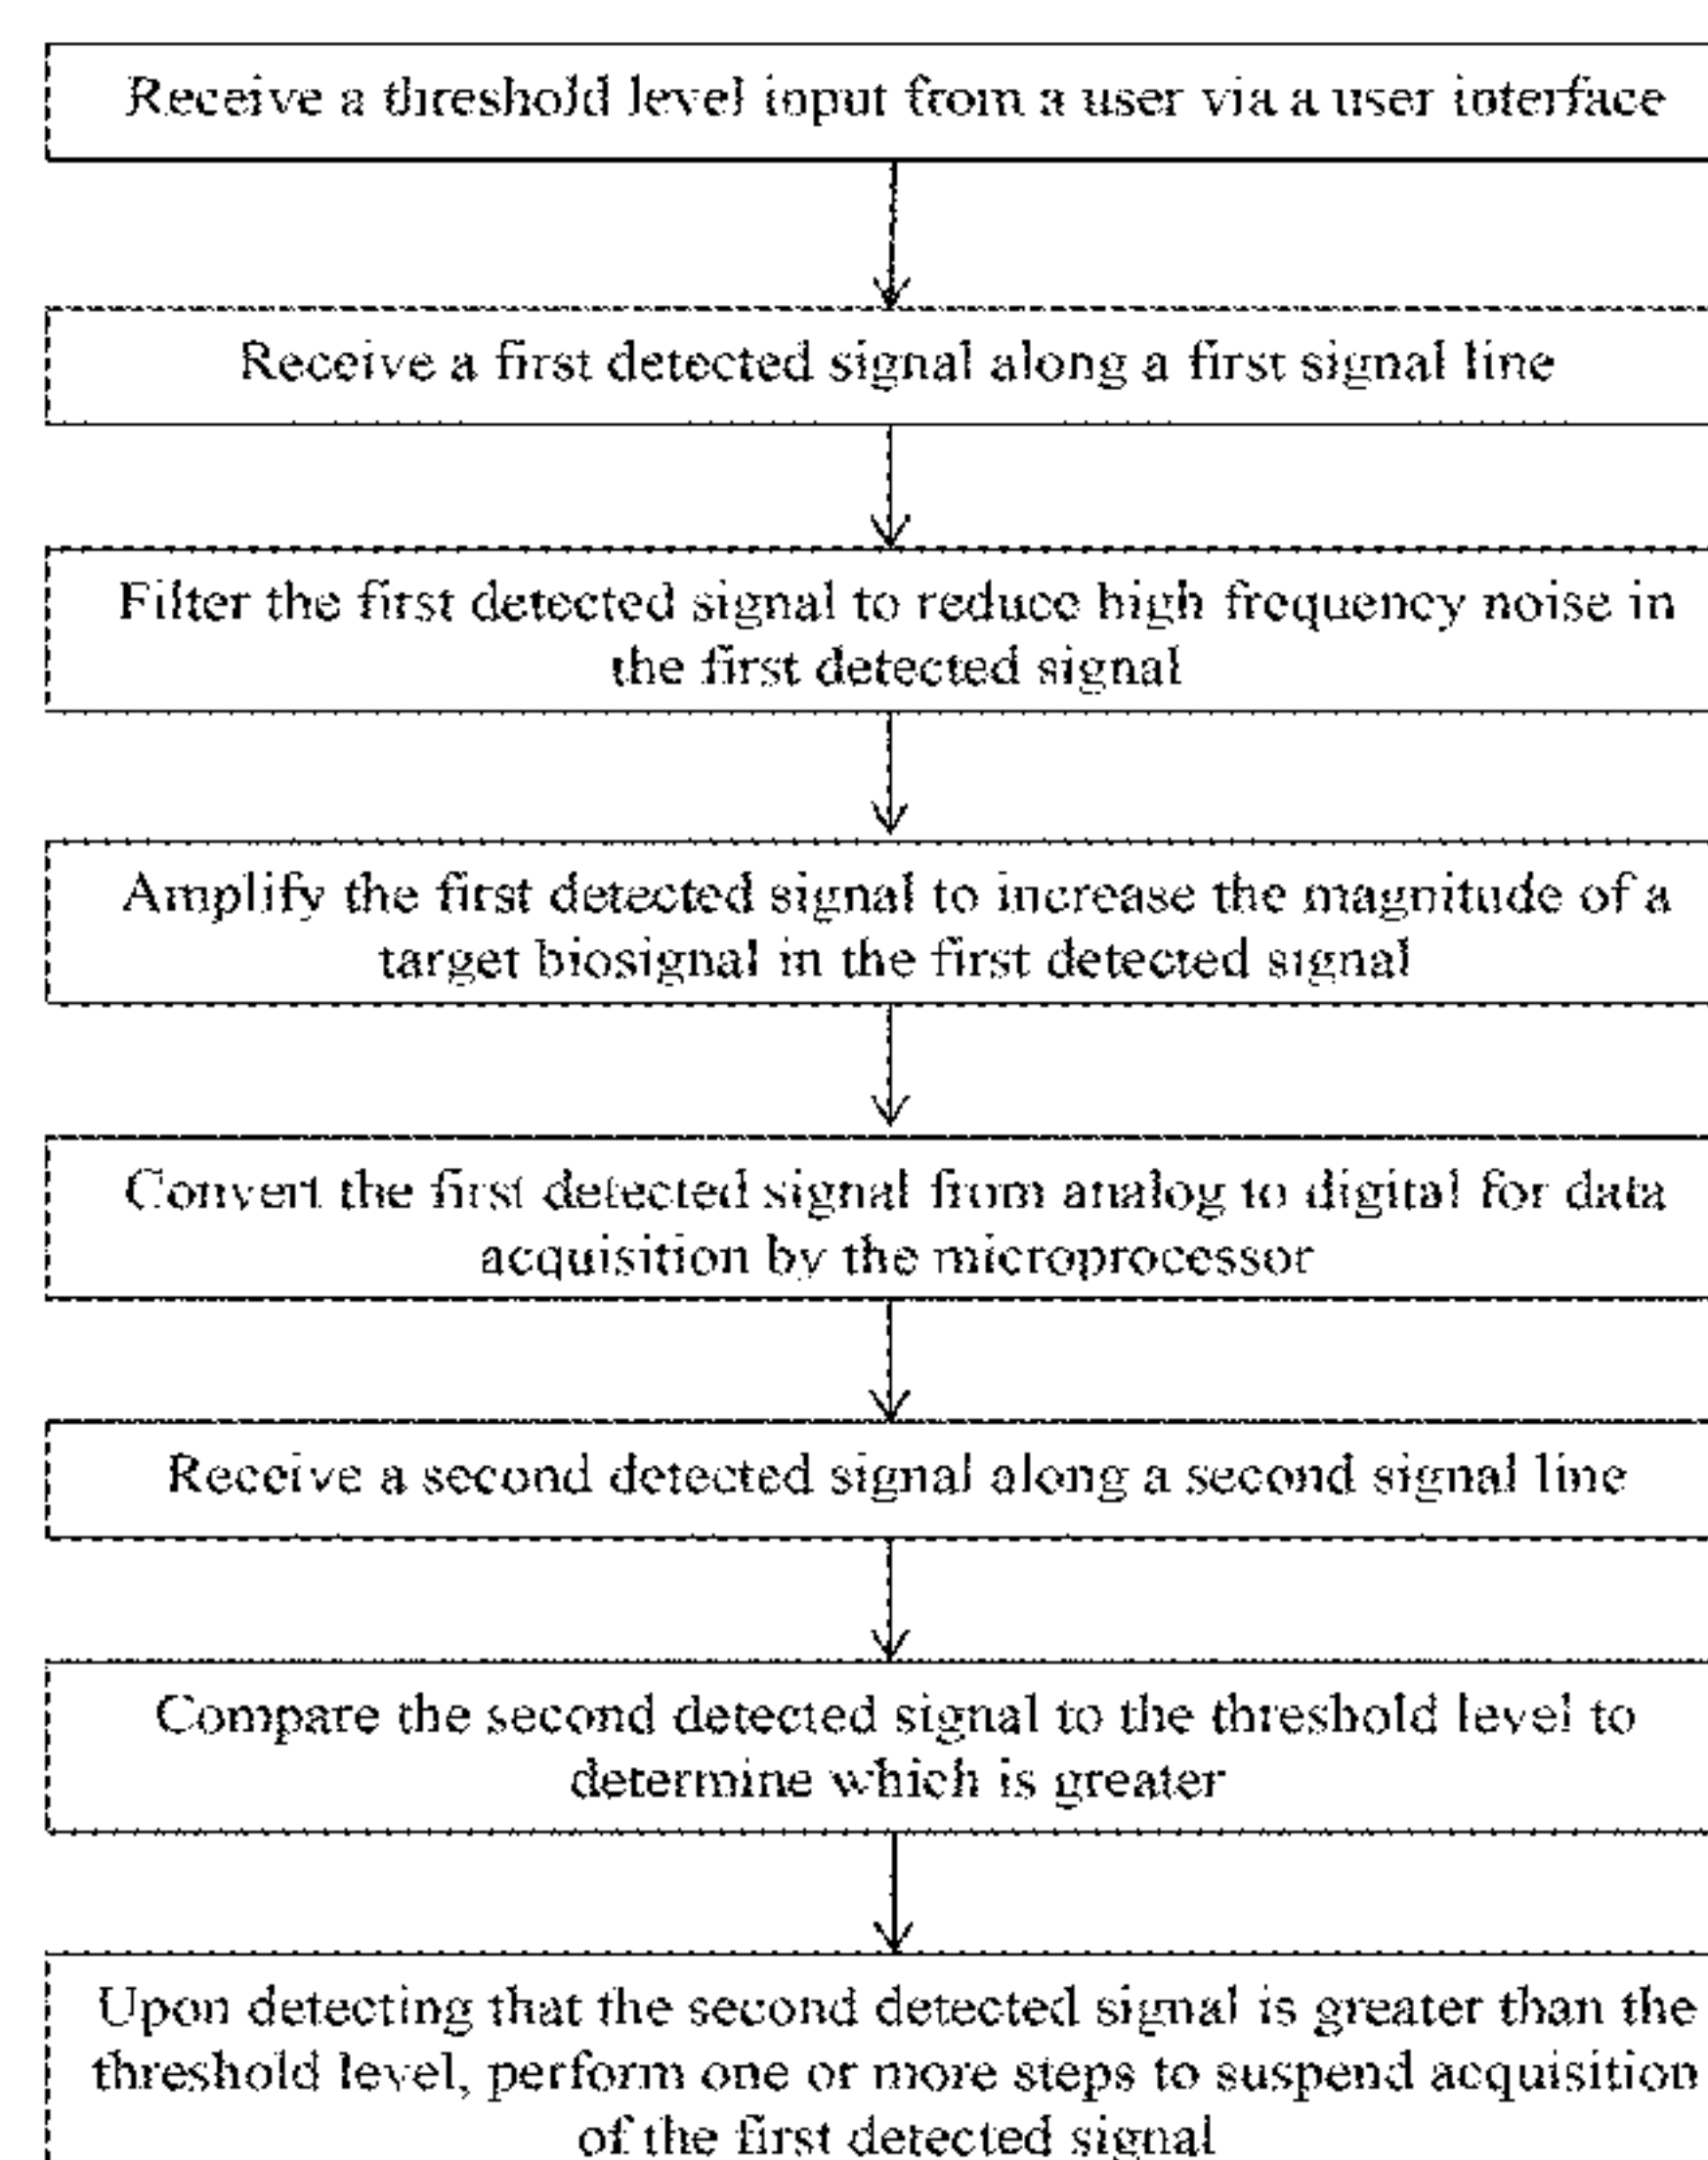 Receive a threshold level input from a user via a user interface
Receive a first detected signal along a first signal line
Filter the first detected signal to reduce high frequency noise in
the first detected signal
Amplify the first detected signal to increase the magnitude of a
target biosignal in the first detected signal
Convert the first detected signal from analog to digital for data
acquisition by the microprocessor
Receive a second detected signal along a second signal line
Compare the second detected signal to the threshold level to
determine which is greater
Upon detecting that the second detected signal is greater than the
threshold level, perform one or more steps to suspend acquisition
of the first detected signal